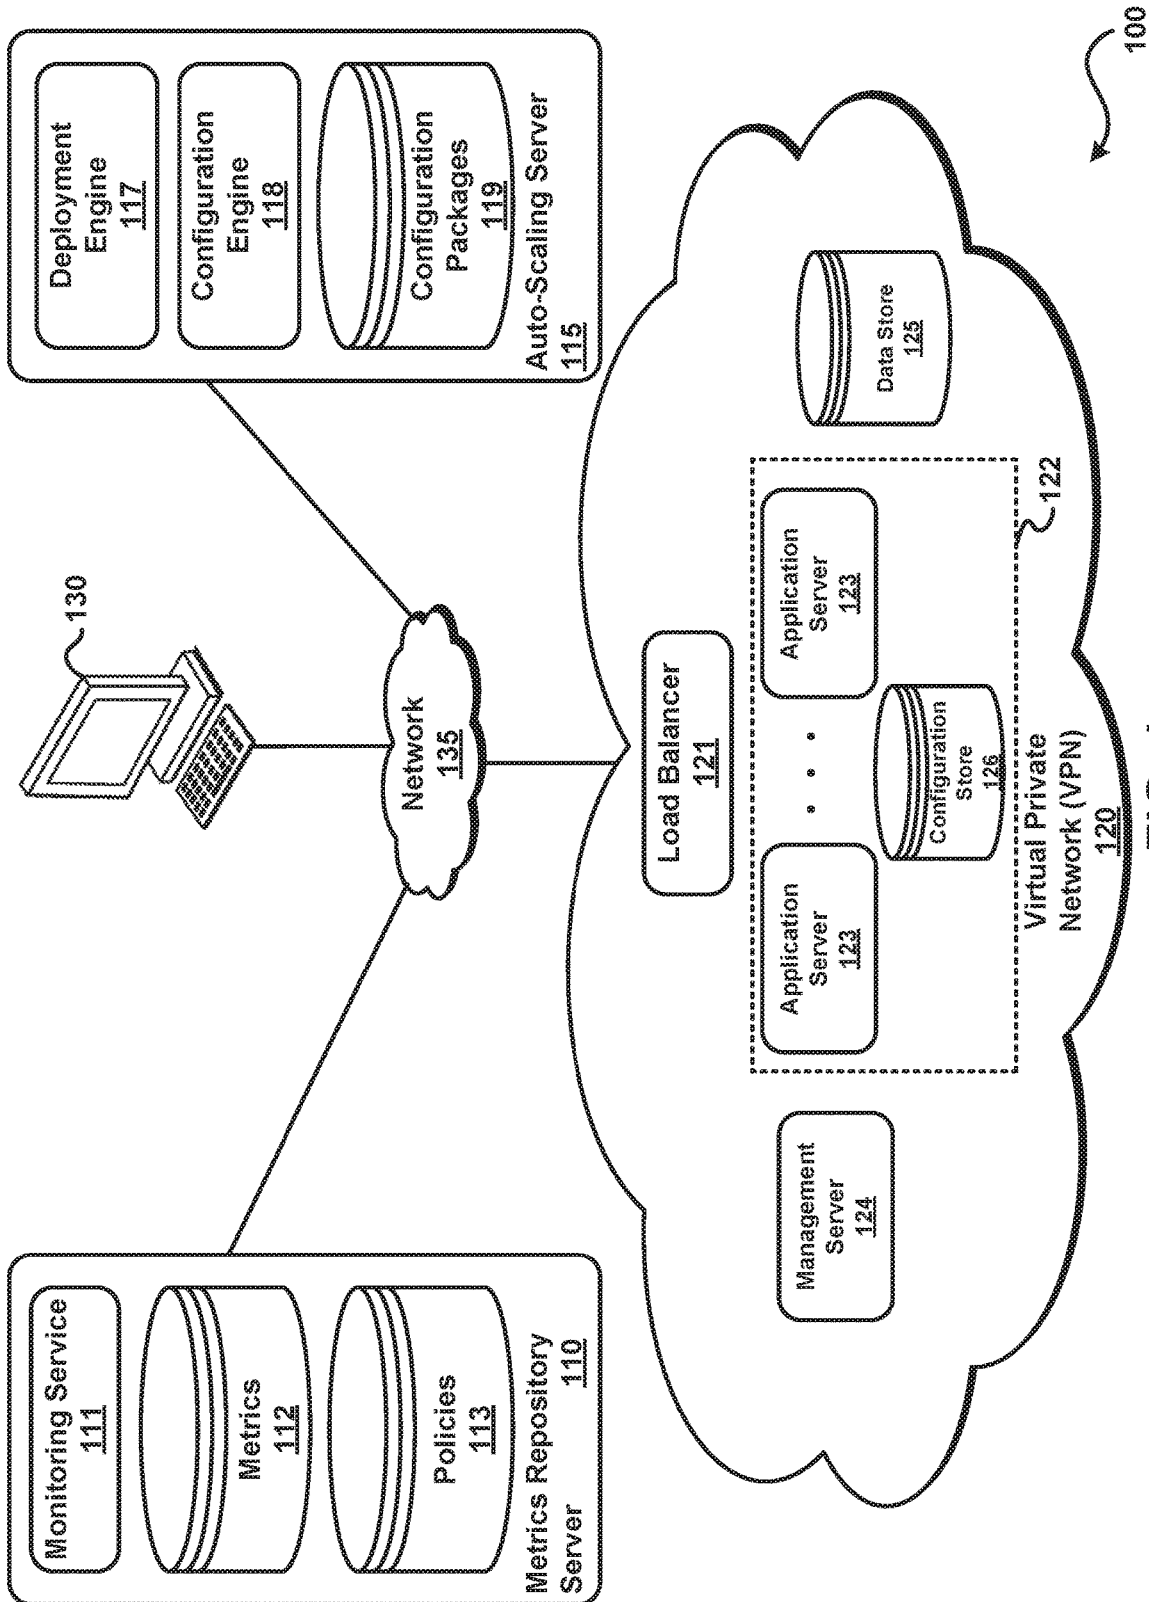 Monitoring Service
111
Metrics
112
Policies
113
Metrics Repository
Server
110
130
Network
135
Deployment
Engine
117
Configuration
Engine
118
Configuration
Packages
119
Auto-Scaling Server
115
Load Balancer
121
Management
Server
124
Application
Server
123
Application
Server
123
Configuration
Store
126
122
Data Store
125
Virtual Private
Network (VPN)
120
100